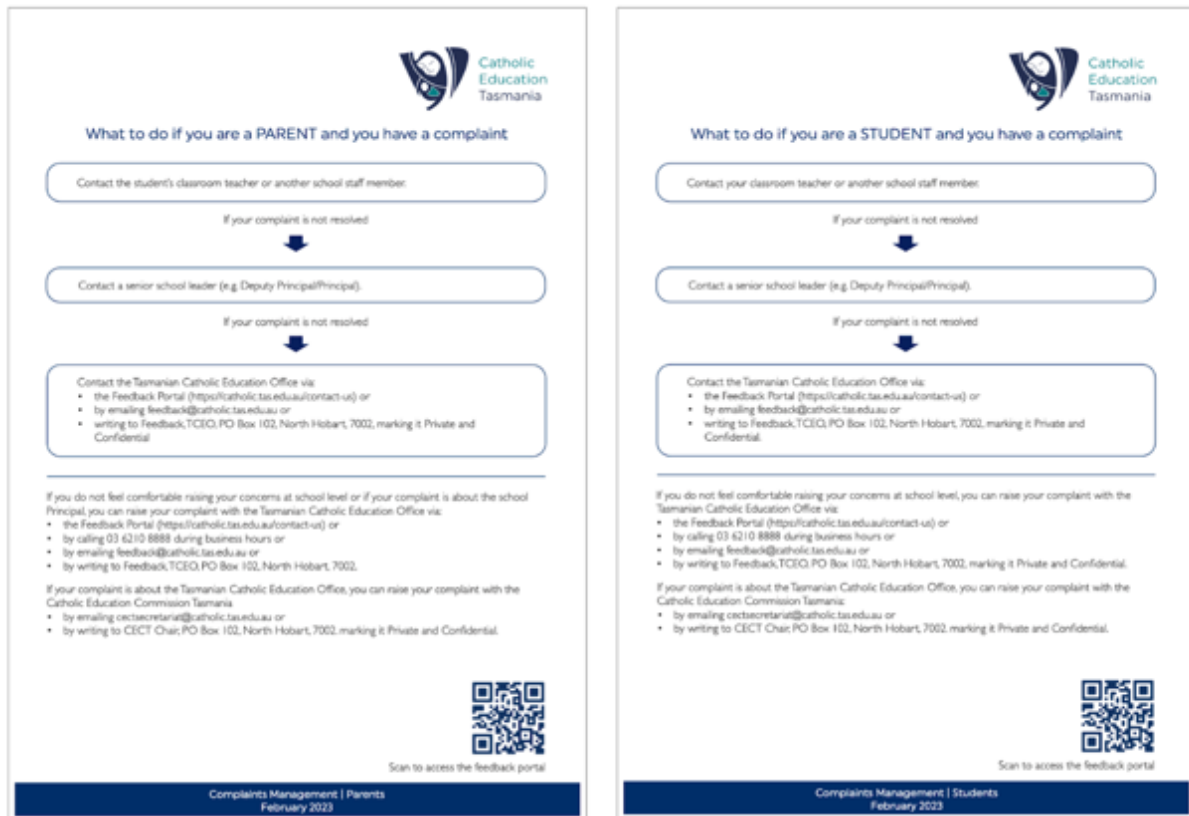 Catholic
Education
Tasmania
What to do if you are a PARENT and you have a complaint
Contact the student's classroom teacher or another school staff member.
If your complaint is not resolved
Contact a senior school leader (e.g. Deputy Principal/Principal).
If your complaint is not resolved
Contact the Tasmanian Catholic Education Office via:
• the Feedback Portal (https://catholic.tas.edu.au/contact-us) or
• by emailing feedback@catholic.tas.edu.au or
• writing to Feedback, TCEO, PO Box 102, North Hobart, 7002, marking it Private and
Confidential
If you do not feel comfortable raising your concerns at school level or if your complaint is about the school
Principal, you can raise your complaint with the Tasmanian Catholic Education Office via:
• the Feedback Portal (https://catholic.tas.edu.au/contact-us) or
• by calling 03 6210 8888 during business hours or
• by emailing feedback@catholic.tas.edu.au or
• by writing to Feedback, TCEO, PO Box 102, North Hobart, 7002.
If your complaint is about the Tasmanian Catholic Education Office, you can raise your complaint with the
Catholic Education Commission Tasmania
• by emailing cectsecretariat@catholic.tas.edu.au or
• by writing to CECT Chair, PO Box 102, North Hobart, 7002. marking it Private and Confidential.
Scan to access the feedback portal
Complaints Management | Parents
February 2023
Catholic
Education
Tasmania
What to do if you are a STUDENT and you have a complaint
Contact your classroom teacher or another school staff member.
If your complaint is not resolved
Contact a senior school leader (e.g. Deputy Principal/Principal).
If your complaint is not resolved
Contact the Tasmanian Catholic Education Office via:
• the Feedback Portal (https://catholic.tas.edu.au/contact-us) or
• by emailing feedback@catholic.tas.edu.au or
• writing to Feedback, TCEO, PO Box 102, North Hobart, 7002, marking it Private and
Confidential.
If you do not feel comfortable raising your concerns at school level, you can raise your complaint with the
Tasmanian Catholic Education Office via:
• the Feedback Portal (https://catholic.tas.edu.au/contact-us) or
• by calling 03 6210 8888 during business hours or
• by emailing feedback@catholic.tas.edu.au or
• by writing to Feedback, TCEO, PO Box 102, North Hobart, 7002, marking it Private and Confidential.
If your complaint is about the Tasmanian Catholic Education Office, you can raise your complaint with the
Catholic Education Commission Tasmania:
• by emailing cectsecretariat@catholic.tas.edu.au or
• by writing to CECT Chair, PO Box 102, North Hobart, 7002. marking it Private and Confidential.
Scan to access the feedback portal
Complaints Management | Students
February 2023